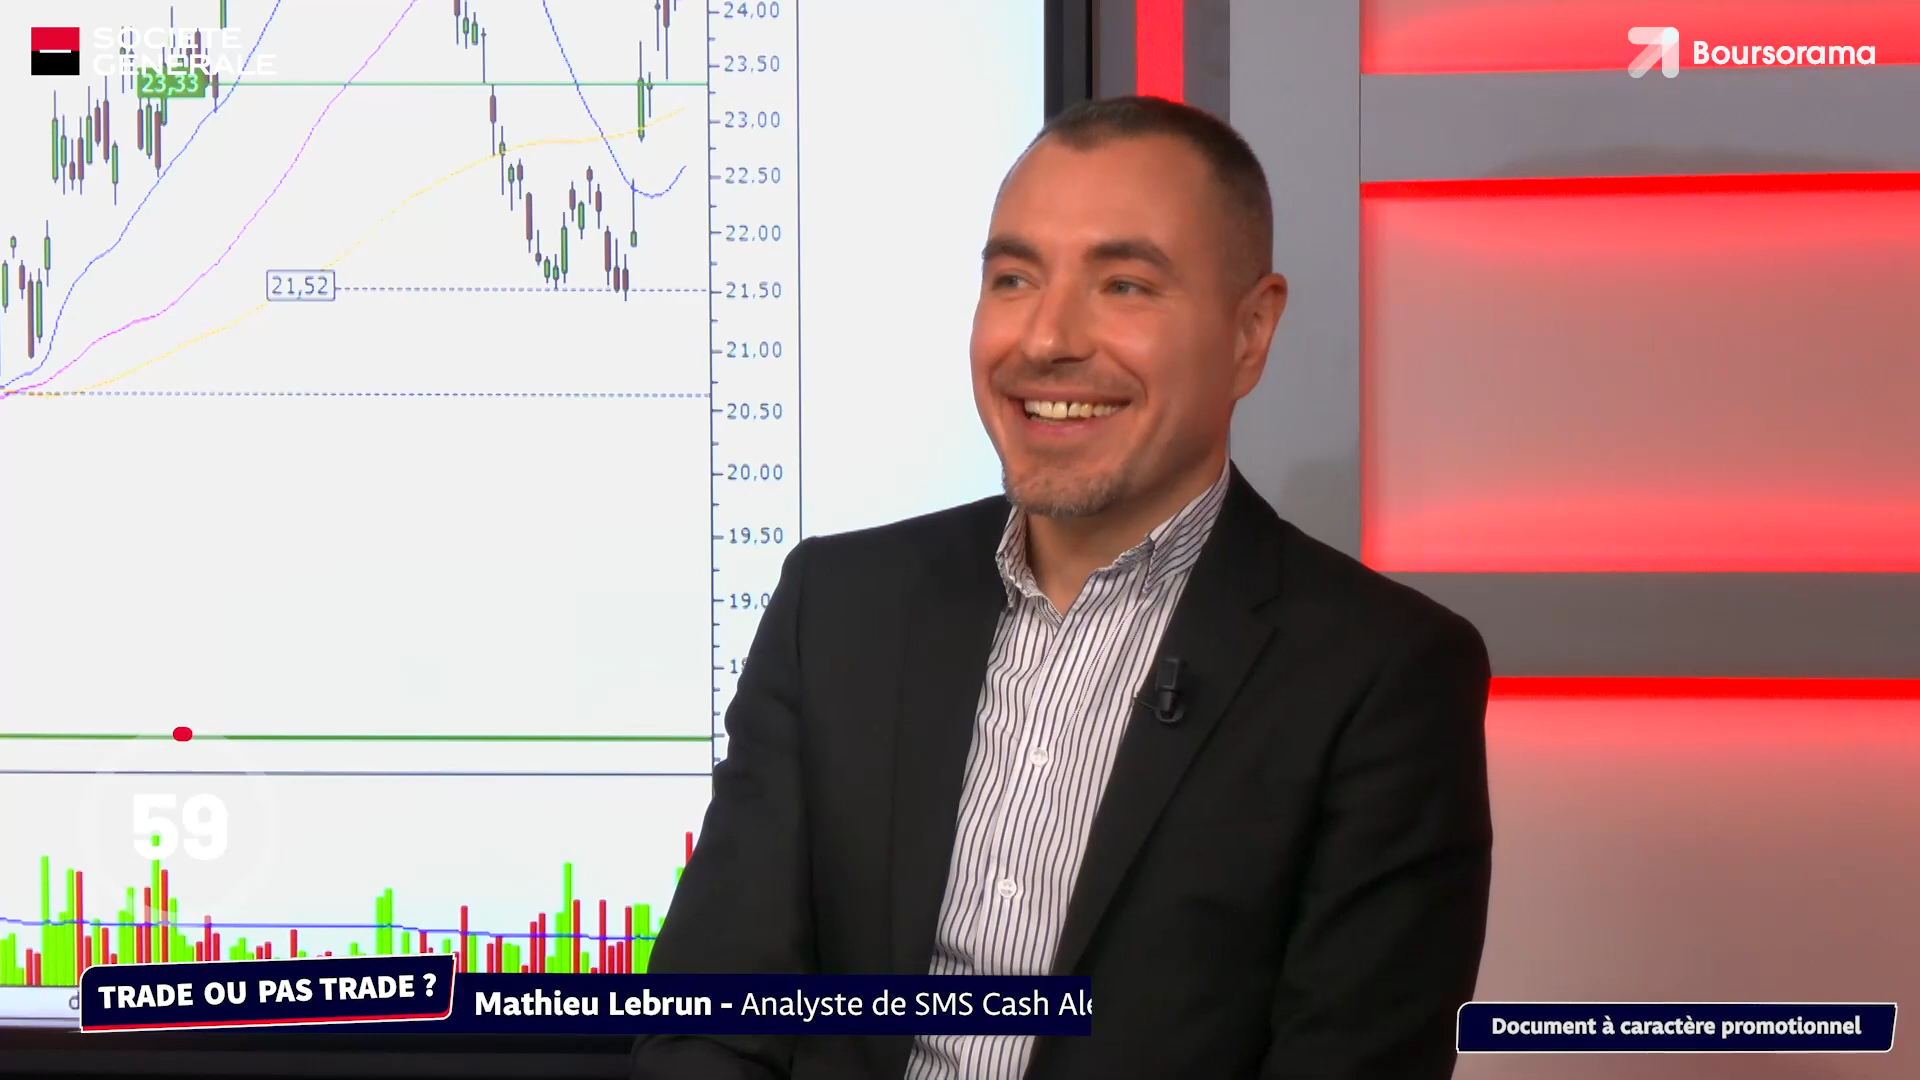 SOCIETE
GENERALE
Boursorama
24,00
23,50
23,33
23,00
22,50
22,00
21,52
21,50
21,00
20,50
20,00
19,50
59
TRADE OU PAS TRADE ?
Mathieu Lebrun - Analyste de SMS Cash Ale
Document à caractère promotionnel